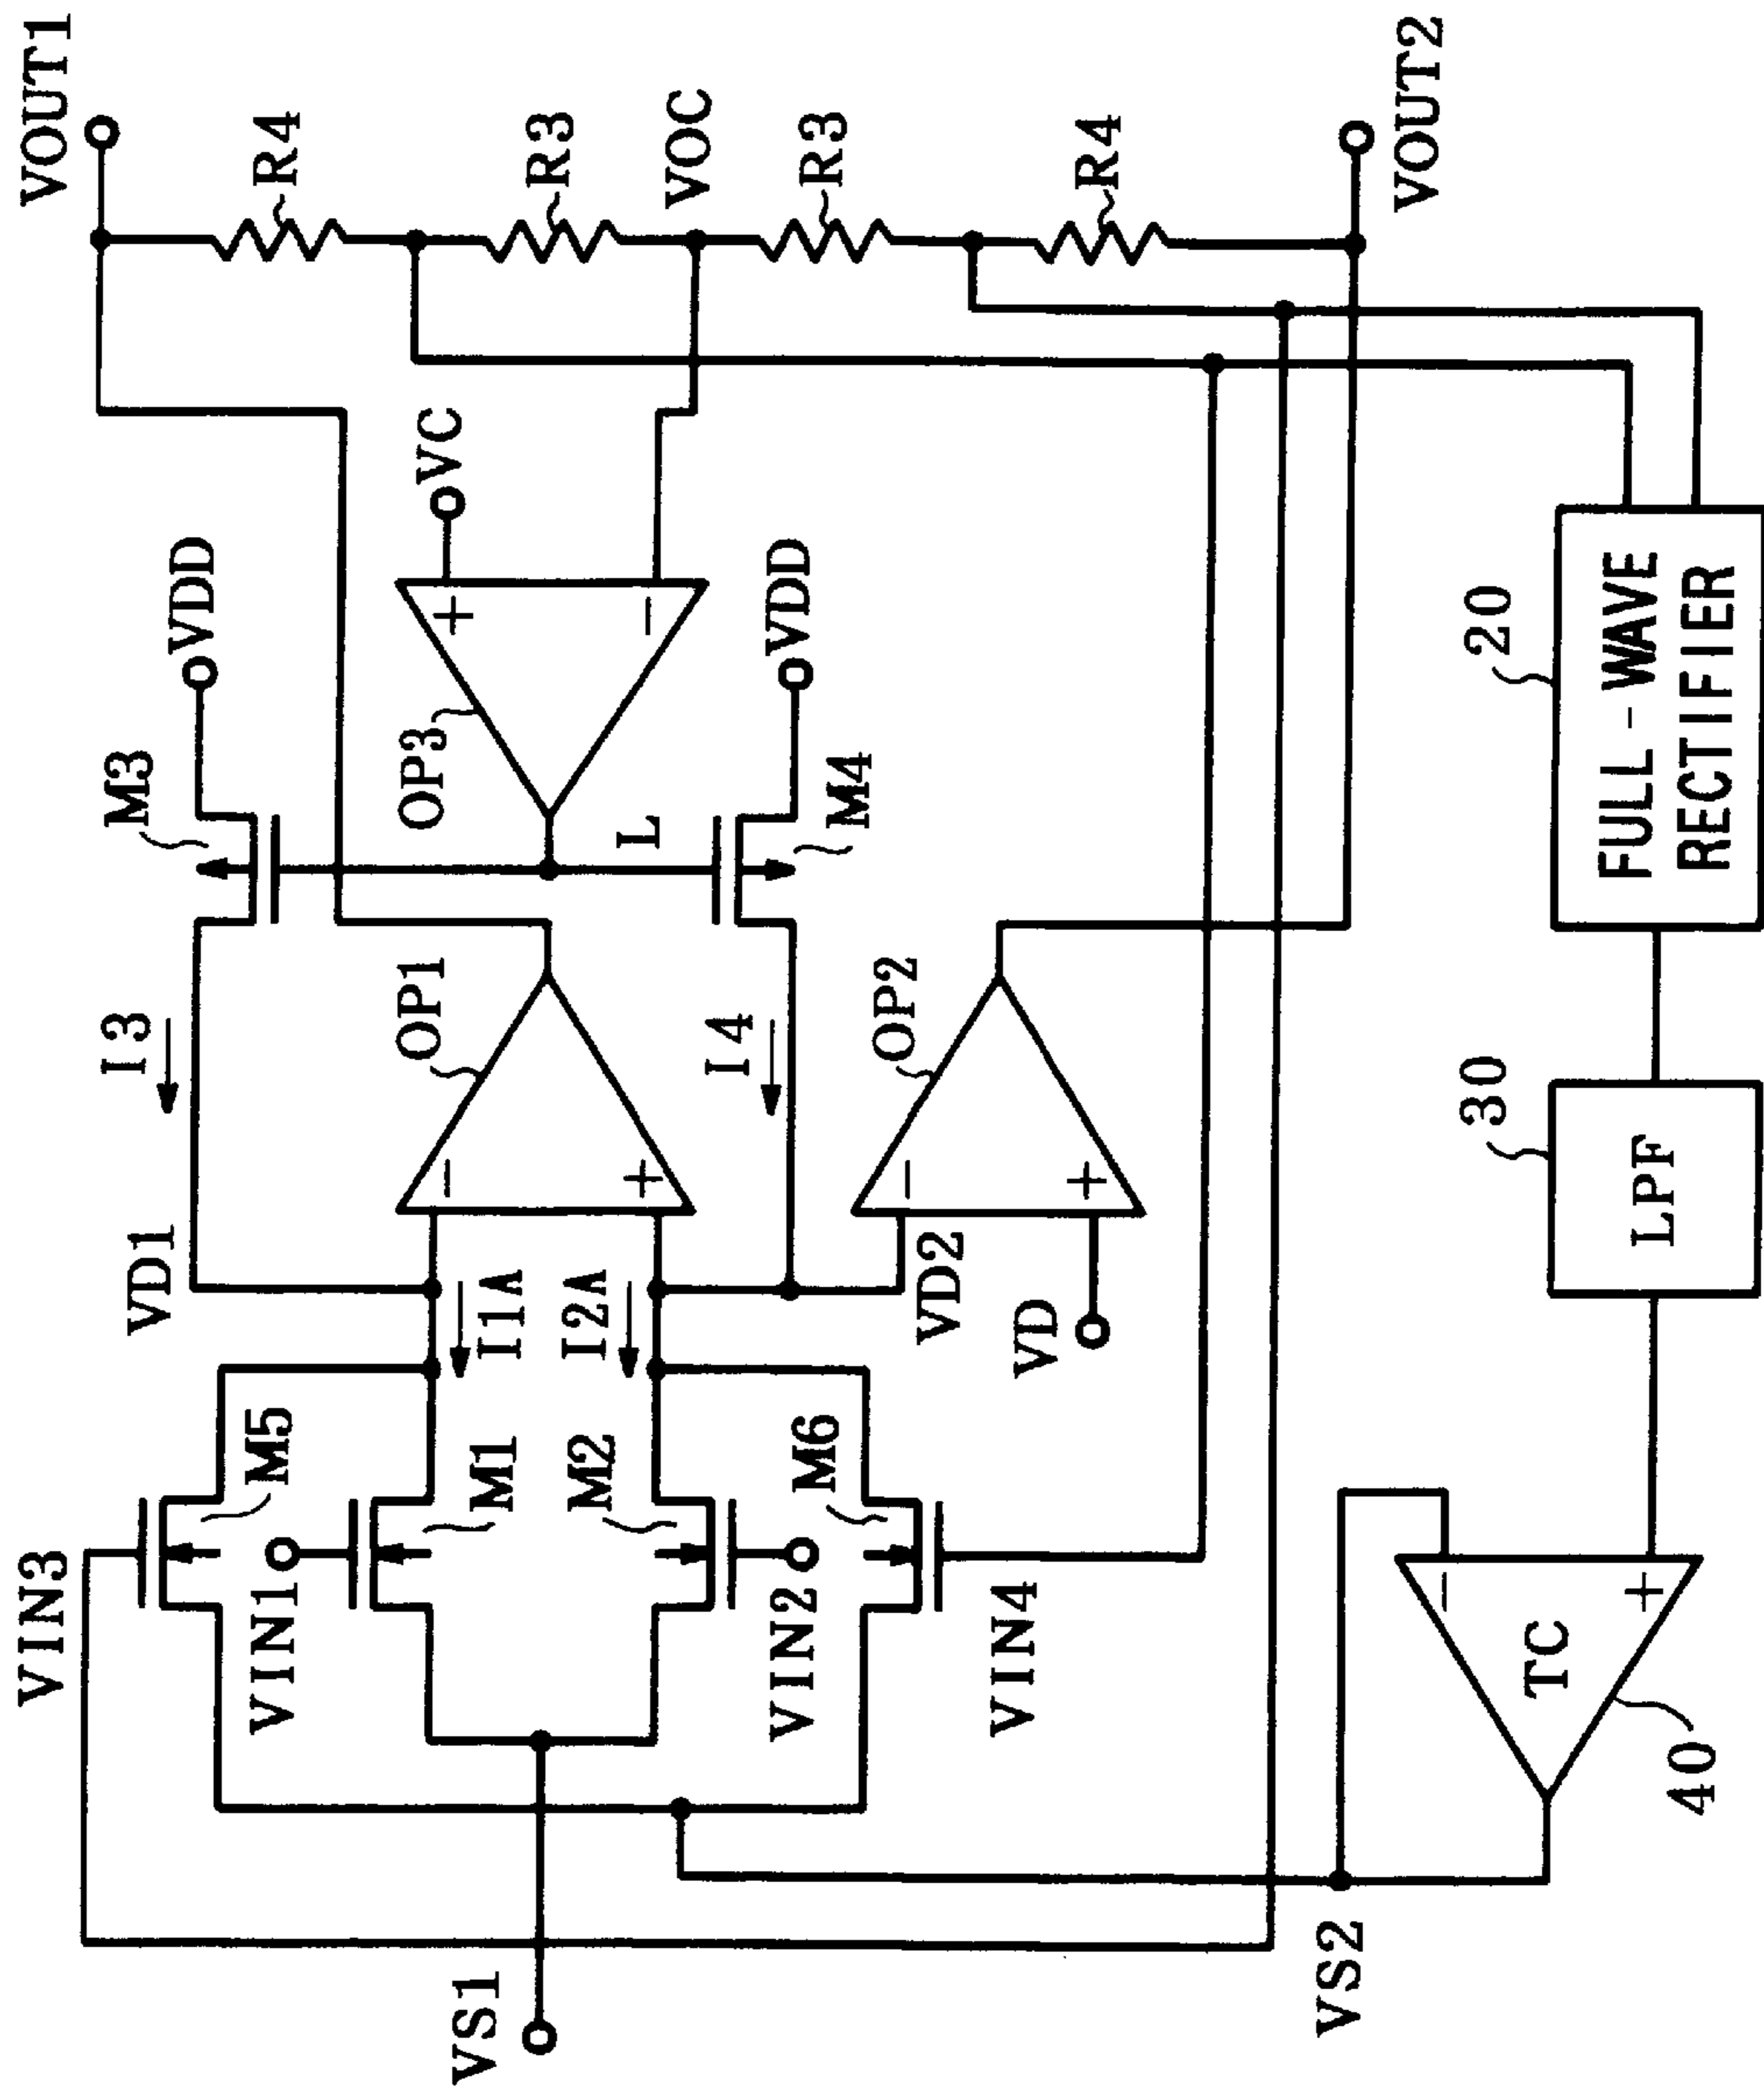 VOUT1
R4
R3
VOC
R3
R4
VOUT2
M3
VDD
VC
OP3
L
VDD
M4
I3
OP1
−
+
+
−
I4
OP2
−
+
VD1
I1A
I2A
VD2
VD
VIN3
M5
VIN1
M1
M2
VIN2
M6
VIN4
VS1
VS2
20
FULL-WAVE
RECTIFIER
30
LPF
−
+
TC
40